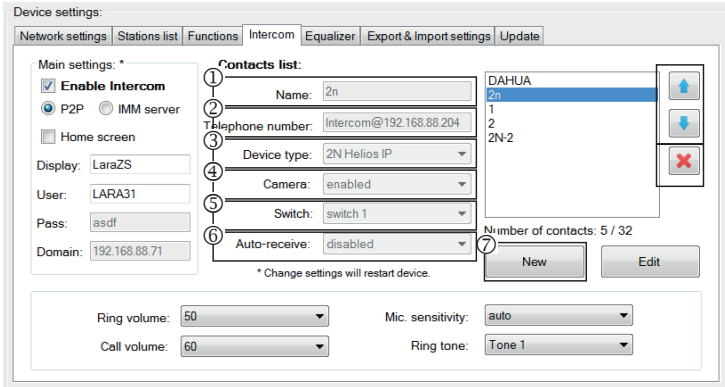 Device settings:
Network settings Stations list Functions Intercom Equalizer Export & Import settings Update
Main settings: *
Enable Intercom
P2P IMM server
Home screen
Display: LaraZS
User: LARA31
Pass: asdf
Domain: 192.168.88.71
Contacts list:
① Name: 2n
② Telephone number: Intercom@192.168.88.204
③ Device type: 2N Helios IP
④ Camera: enabled
⑤ Switch: switch 1
⑥ Auto-receive: disabled
* Change settings will restart device.
DAHUA
2n
1
2
2N-2
Number of contacts: 5 / 32
⑦ New Edit
Ring volume: 50
Call volume: 60
Mic. sensitivity: auto
Ring tone: Tone 1